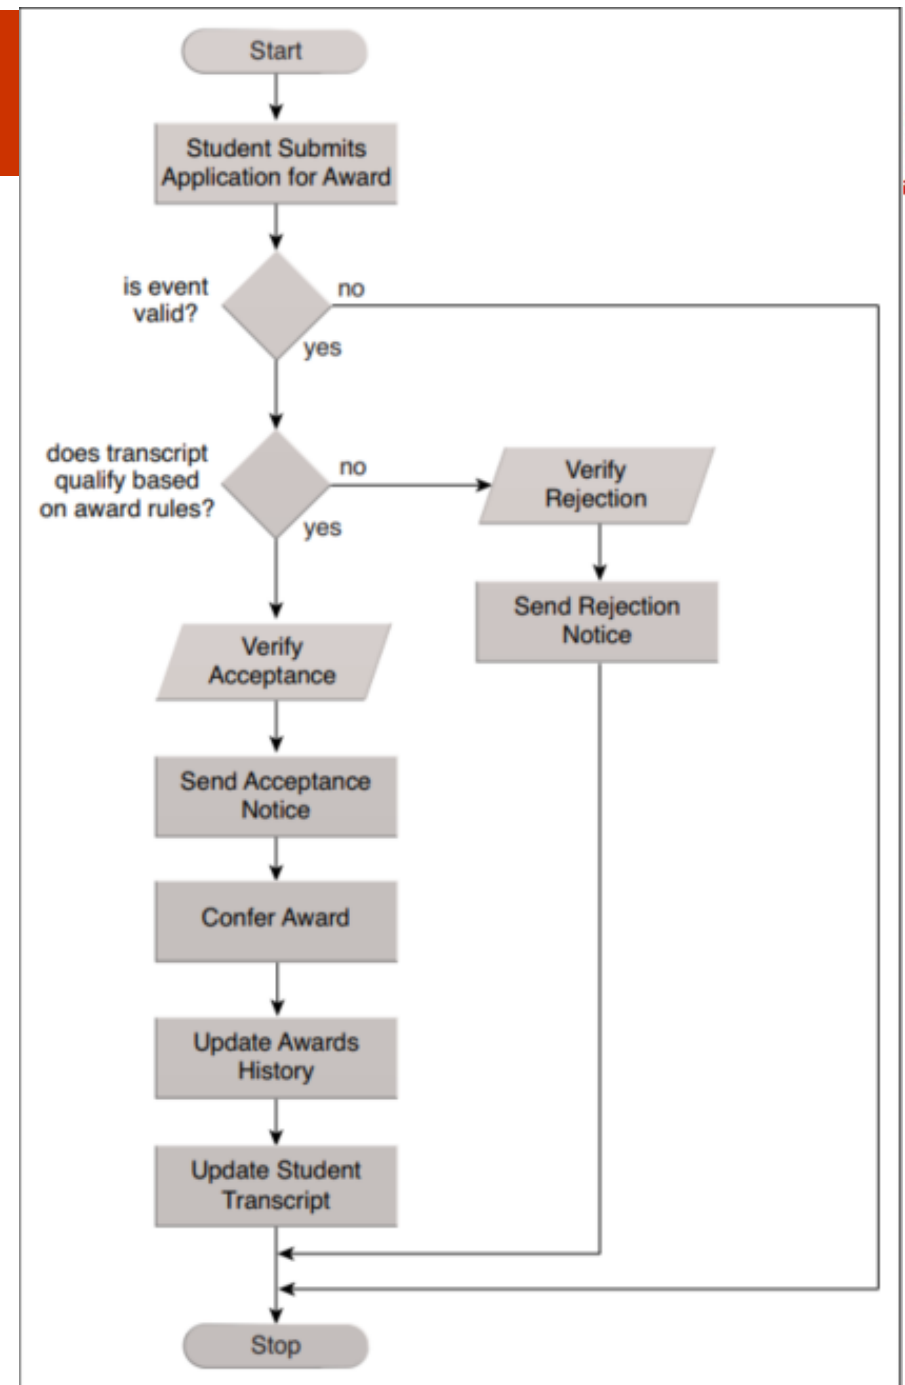 Start
Student Submits
Application for Award
is event
valid?
no
yes
does transcript
qualify based
on award rules?
no
yes
Verify
Rejection
Send Rejection
Notice
Verify
Acceptance
Send Acceptance
Notice
Confer Award
Update Awards
History
Update Student
Transcript
Stop